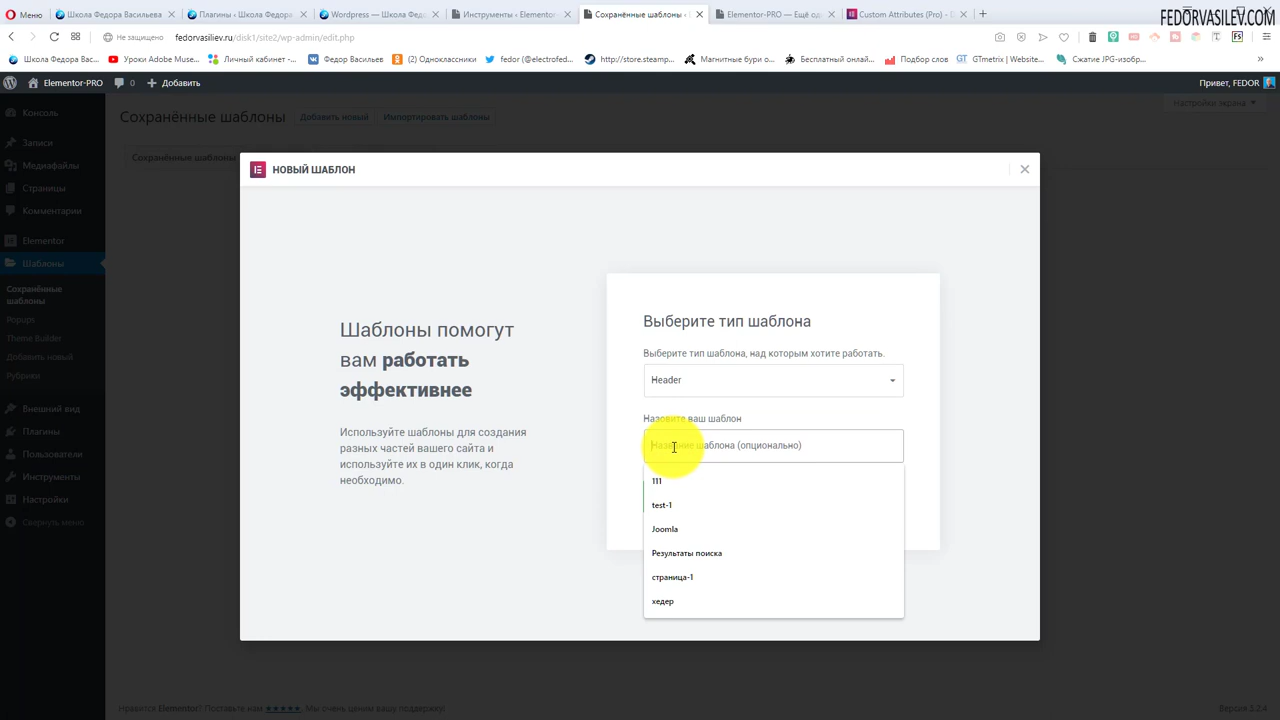 FEDORVASILEV.COM
Меню
Школа Федора Васильева
Плагины ‹ Школа Федора
Wordpress — Школа Федо
Инструменты ‹ Elementor
Сохранённые шаблоны ‹
Elementor-PRO — Ещё од
Custom Attributes {Pro} - D
Не защищено
fedorvasiliev.ru/disk1/site2/wp-admin/edit.php
Школа Федора Вас...
Уроки Adobe Muse...
Личный кабинет -...
Федор Васильев
(2) Одноклассники
fedor (@electrofed...
http://store.steamp...
Магнитные бури о...
Бесплатный онлай...
Подбор слов
GTmetrix | Website...
Сжатие JPG-изобр...
Elementor-PRO
0
Добавить
Привет, FEDOR
Консоль
Записи
Медиафайлы
Страницы
Комментарии
Elementor
Шаблоны
Сохранённые
шаблоны
Popups
Theme Builder
Добавить новый
Рубрики
Внешний вид
Плагины
Пользователи
Инструменты
Настройки
Свернуть меню
Сохранённые шаблоны
Добавить новый
Импортировать шаблоны
Настройки экрана
Сохранённые шаблоны
НОВЫЙ ШАБЛОН
Шаблоны помогут
вам работать
эффективнее
Используйте шаблоны для создания
разных частей вашего сайта и
используйте их в один клик, когда
необходимо.
Выберите тип шаблона
Выберите тип шаблона, над которым хотите работать.
Header
Назовите ваш шаблон
Название шаблона (опционально)
111
test-1
Joomla
Результаты поиска
страница-1
хедер
Нравится Elementor? Поставьте нам ★★★★★. Мы очень ценим вашу поддержку!
Версия 5.2.4